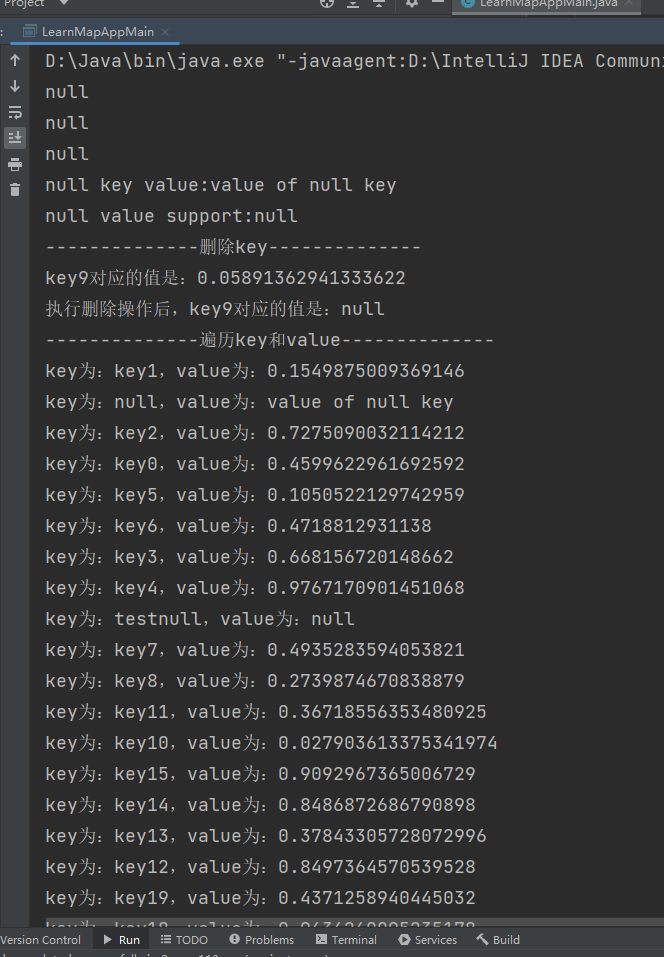 Project
LearnMapAppMain.java
LearnMapAppMain
D:\Java\bin\java.exe "-javaagent:D:\IntelliJ IDEA Communi
null
null
null
null key value:value of null key
null value support:null
--------------删除key--------------
key9对应的值是：0.05891362941333622
执行删除操作后，key9对应的值是：null
--------------遍历key和value--------------
key为：key1，value为：0.1549875009369146
key为：null，value为：value of null key
key为：key2，value为：0.7275090032114212
key为：key0，value为：0.4599622961692592
key为：key5，value为：0.1050522129742959
key为：key6，value为：0.4718812931138
key为：key3，value为：0.668156720148662
key为：key4，value为：0.9767170901451068
key为：testnull，value为：null
key为：key7，value为：0.4935283594053821
key为：key8，value为：0.2739874670838879
key为：key11，value为：0.36718556353480925
key为：key10，value为：0.027903613375341974
key为：key15，value为：0.9092967365006729
key为：key14，value为：0.8486872686790898
key为：key13，value为：0.37843305728072996
key为：key12，value为：0.8497364570539528
key为：key19，value为：0.4371258940445032
Version Control Run TODO Problems Terminal Services Build